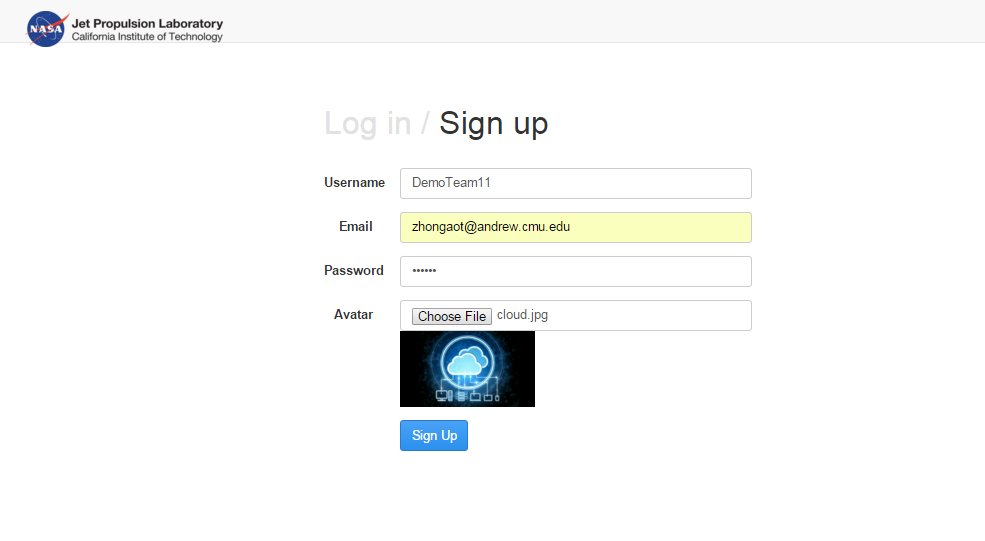 NASA
Jet Propulsion Laboratory
California Institute of Technology
Log in / Sign up
Username DemoTeam11
Email zhongaot@andrew.cmu.edu
Password ••••••
Avatar Choose File cloud.jpg
Sign Up